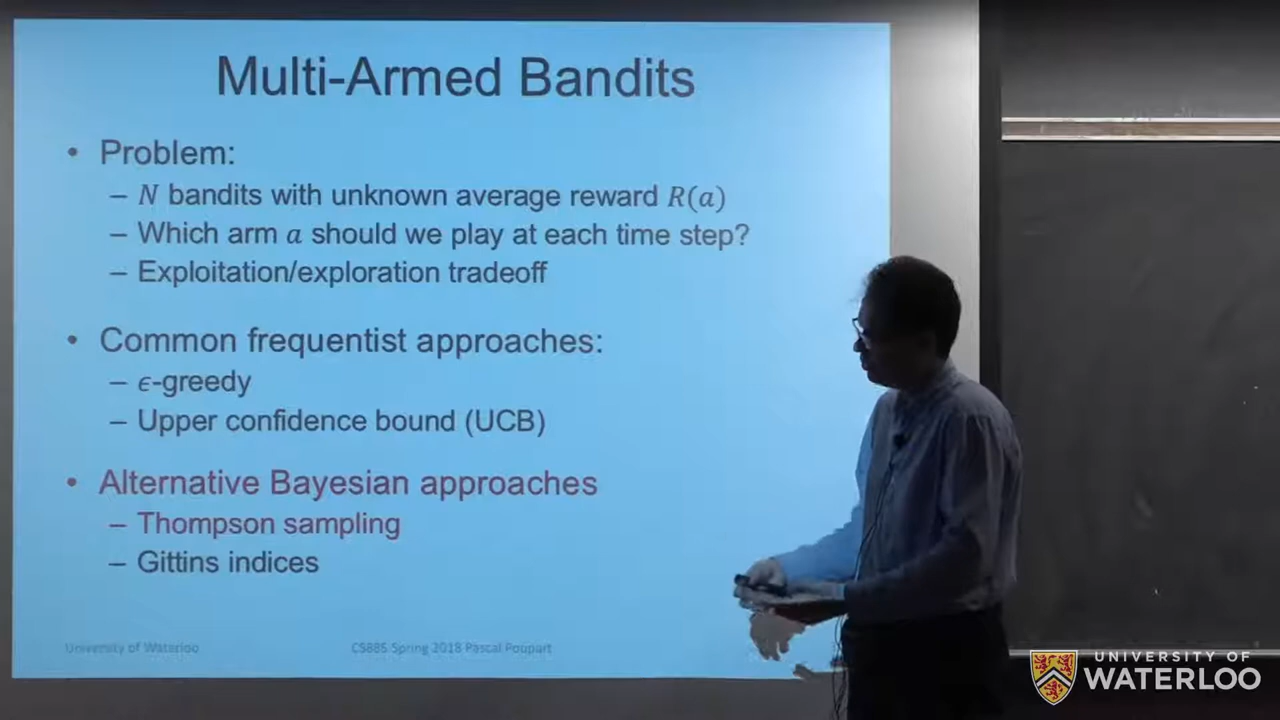 Multi-Armed Bandits
• Problem:
– N bandits with unknown average reward R(a)
– Which arm a should we play at each time step?
– Exploitation/exploration tradeoff
• Common frequentist approaches:
– ϵ-greedy
– Upper confidence bound (UCB)
• Alternative Bayesian approaches
– Thompson sampling
– Gittins indices
University of Waterloo
CS885 Spring 2018 Pascal Poupart
UNIVERSITY OF
WATERLOO